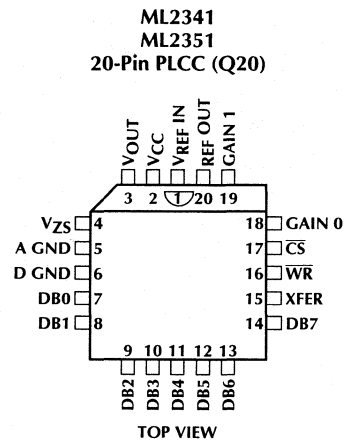 ML2341
ML2351
20-Pin PLCC (Q20)
VOUT
VCC
VREF IN
REF OUT
GAIN 1
3 2 1 20 19
VZS 4
18 GAIN 0
A GND 5
17 CS
D GND 6
16 WR
DB0 7
15 XFER
DB1 8
14 DB7
9 10 11 12 13
DB2
DB3
DB4
DB5
DB6
TOP VIEW